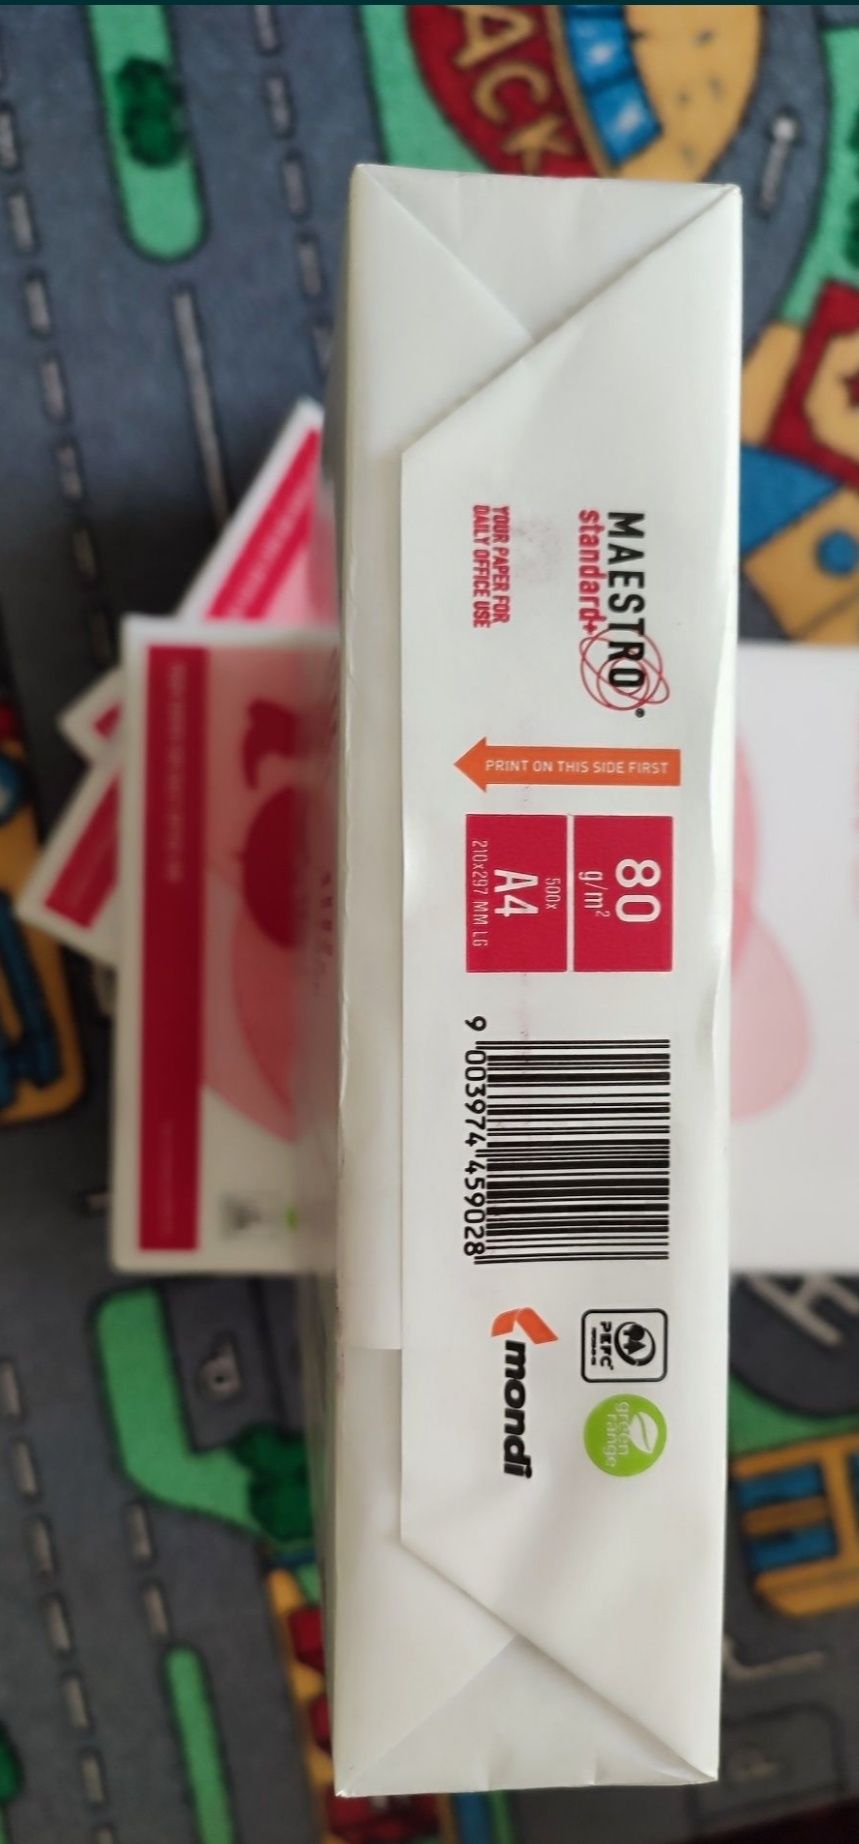 MAESTRO®
standard+
YOUR PAPER FOR
DAILY OFFICE USE
PRINT ON THIS SIDE FIRST
80
g/m²
500x
A4
210x297 MM LG
9 003974 459028
PEFC
green
range
mondi
ACK